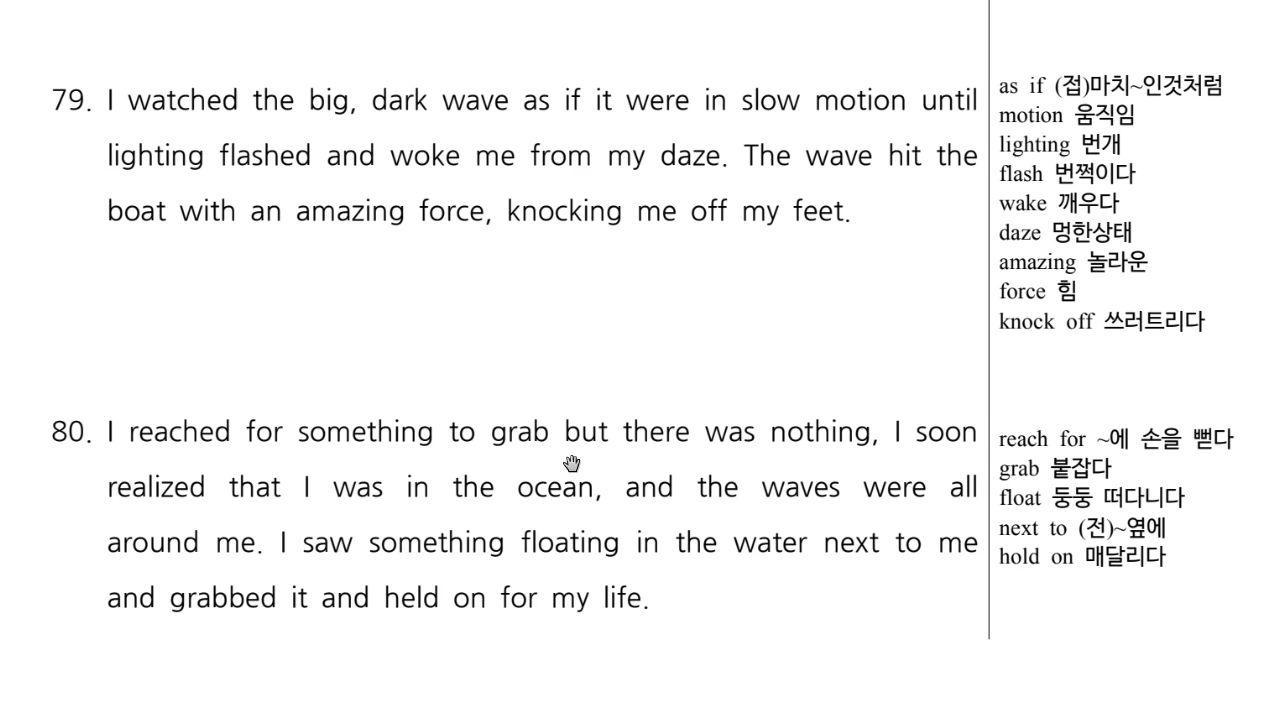 79. I watched the big, dark wave as if it were in slow motion until
lighting flashed and woke me from my daze. The wave hit the
boat with an amazing force, knocking me off my feet.
as if (접)마치~인것처럼
motion 움직임
lighting 번개
flash 번쩍이다
wake 깨우다
daze 멍한상태
amazing 놀라운
force 힘
knock off 쓰러트리다
80. I reached for something to grab but there was nothing, I soon
realized that I was in the ocean, and the waves were all
around me. I saw something floating in the water next to me
and grabbed it and held on for my life.
reach for ~에 손을 뻗다
grab 붙잡다
float 둥둥 떠다니다
next to (전)~옆에
hold on 매달리다